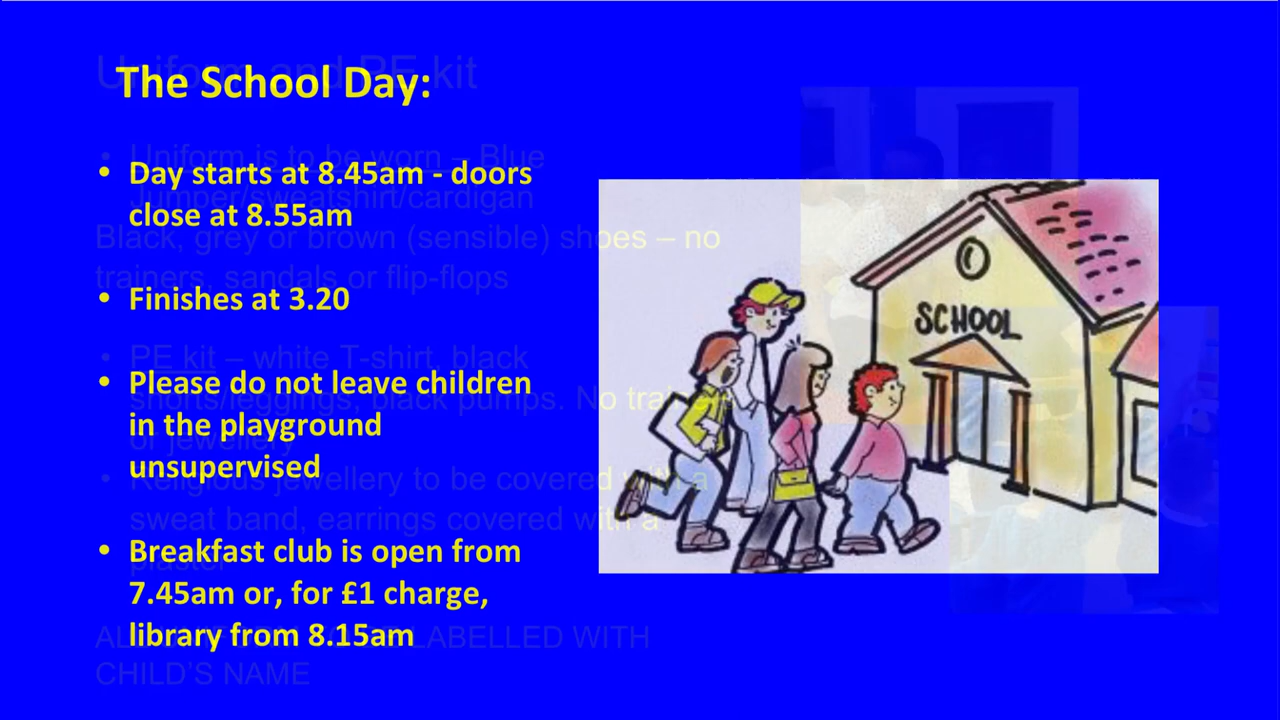 The School Day:
• Day starts at 8.45am - doors
close at 8.55am
• Finishes at 3.20
• Please do not leave children
in the playground
unsupervised
• Breakfast club is open from
7.45am or, for £1 charge,
library from 8.15am
SCHOOL
Uniform and PE kit
• Uniform is to be worn – Blue
Jumper/sweatshirt/cardigan
Black, grey or brown (sensible) shoes – no
trainers, sandals or flip-flops
• PE kit – white T-shirt, black
shorts/leggings, black pumps. No
or jewellery
• Religious jewellery to be covered with a
sweat band, earrings covered with a
plaster
LABELLED WITH
CHILD'S NAME